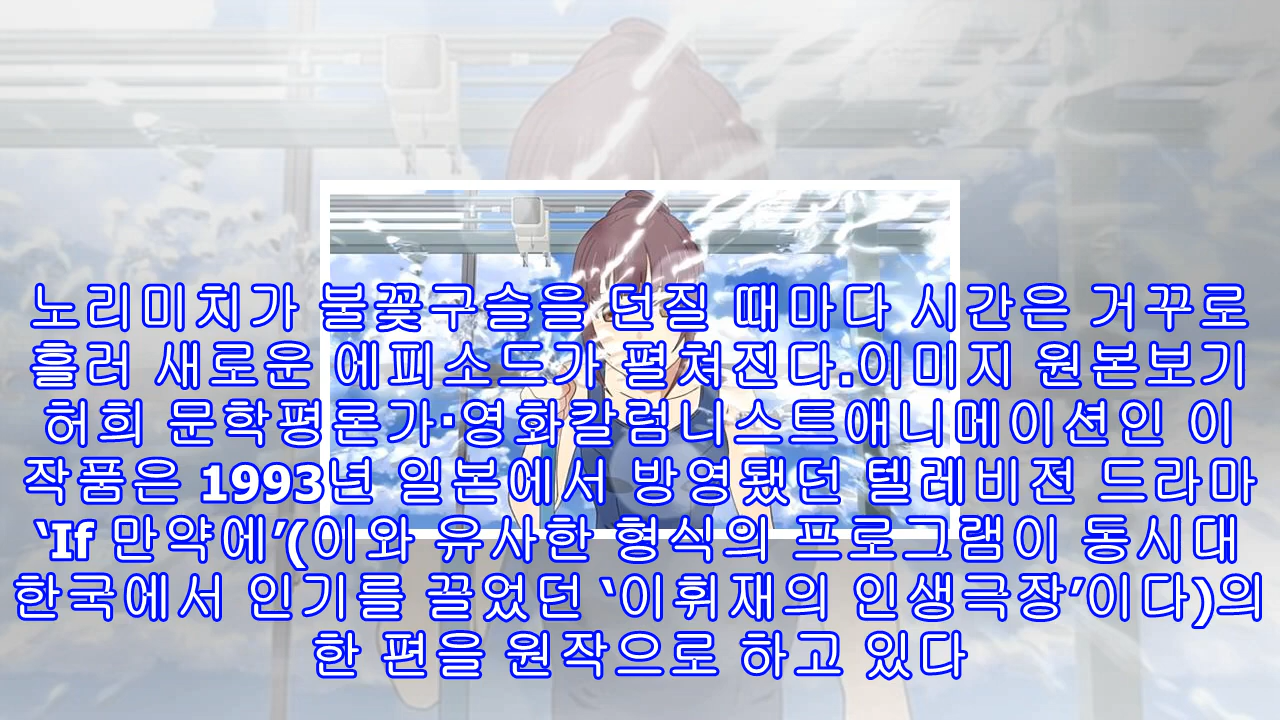 노리미치가 불꽃구슬을 던질 때마다 시간은 거꾸로
흘러 새로운 에피소드가 펼쳐진다.이미지 원본보기
허희 문학평론가·영화칼럼니스트애니메이션인 이
작품은 1993년 일본에서 방영됐던 텔레비전 드라마
‘If 만약에’(이와 유사한 형식의 프로그램이 동시대
한국에서 인기를 끌었던 ‘이휘재의 인생극장’이다)의
한 편을 원작으로 하고 있다